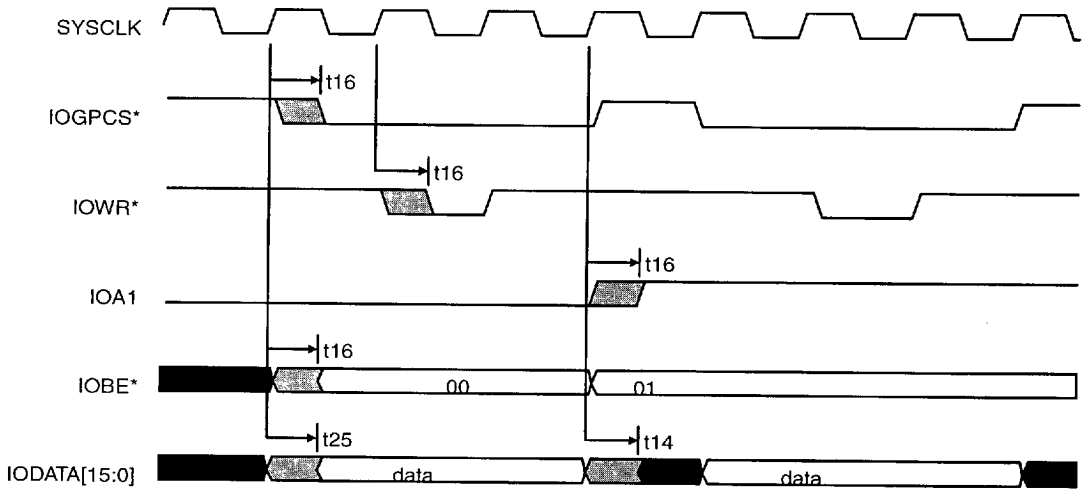 SYSCLK
t16
IOGPCS*
t16
IOWR*
t16
IOA1
t16
IOBE*
00
01
t25
t14
IODATA[15:0]
data
data